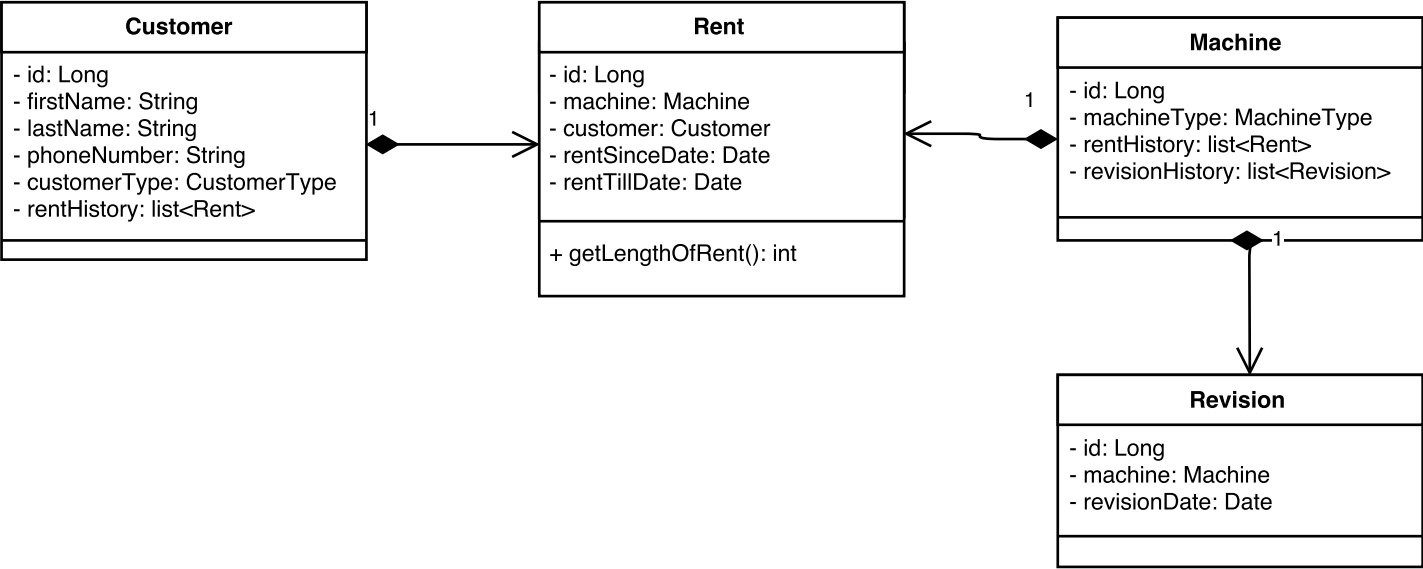 Customer
- id: Long
- firstName: String
- lastName: String
- phoneNumber: String
- customerType: CustomerType
- rentHistory: list<Rent>
1
Rent
- id: Long
- machine: Machine
- customer: Customer
- rentSinceDate: Date
- rentTillDate: Date
+ getLengthOfRent(): int
1
Machine
- id: Long
- machineType: MachineType
- rentHistory: list<Rent>
- revisionHistory: list<Revision>
1
Revision
- id: Long
- machine: Machine
- revisionDate: Date